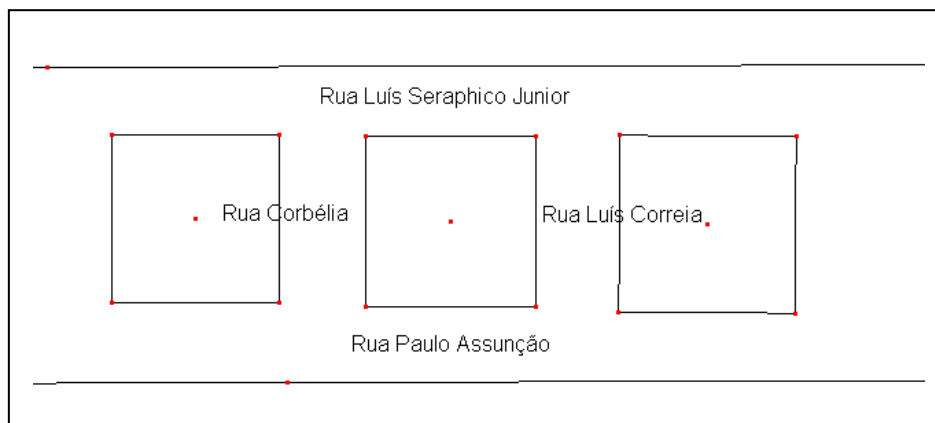 Rua Luís Seraphico Junior
Rua Corbélia
Rua Luís Correia
Rua Paulo Assunção